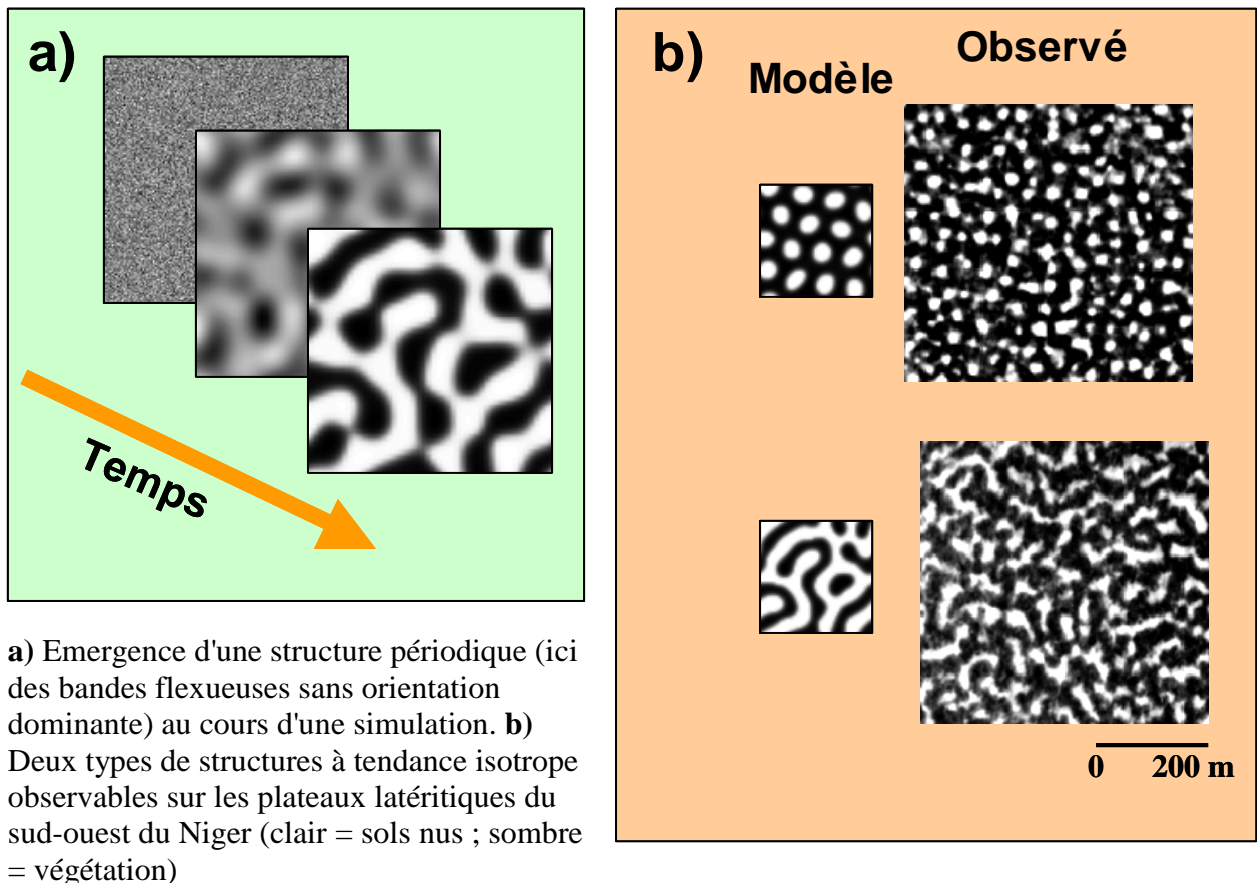 a)
Temps
b)
Modèle
Observé
0 200 m
a) Emergence d'une structure périodique (ici
des bandes flexueuses sans orientation
dominante) au cours d'une simulation. b)
Deux types de structures à tendance isotrope
observables sur les plateaux latéritiques du
sud-ouest du Niger (clair = sols nus ; sombre
= végétation)